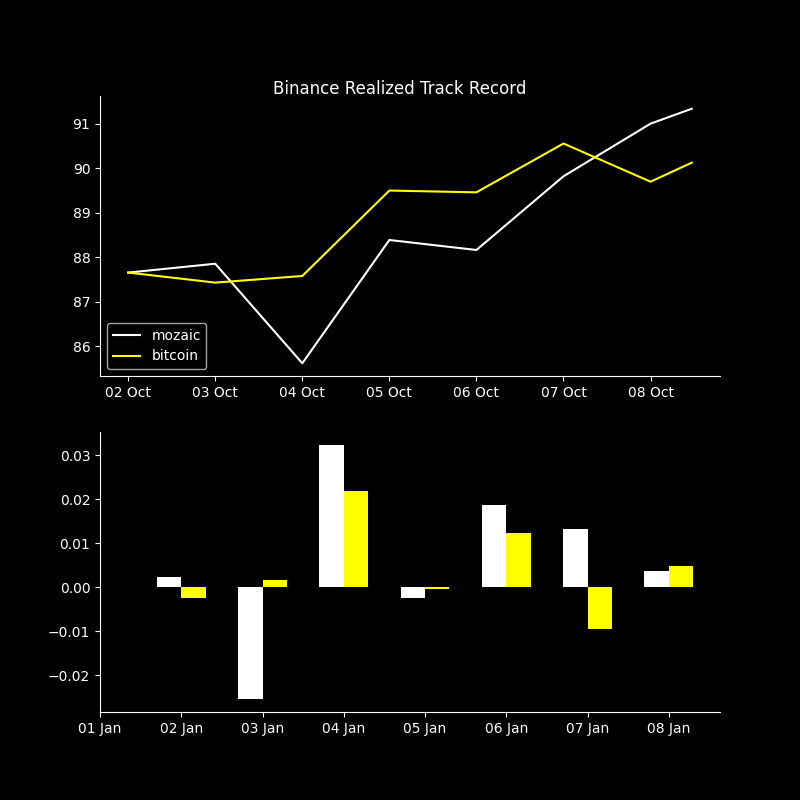 Binance Realized Track Record
91
90
89
88
87
86
mozaic
bitcoin
02 Oct 03 Oct 04 Oct 05 Oct 06 Oct 07 Oct 08 Oct
0.03
0.02
0.01
0.00
−0.01
−0.02
01 Jan 02 Jan 03 Jan 04 Jan 05 Jan 06 Jan 07 Jan 08 Jan